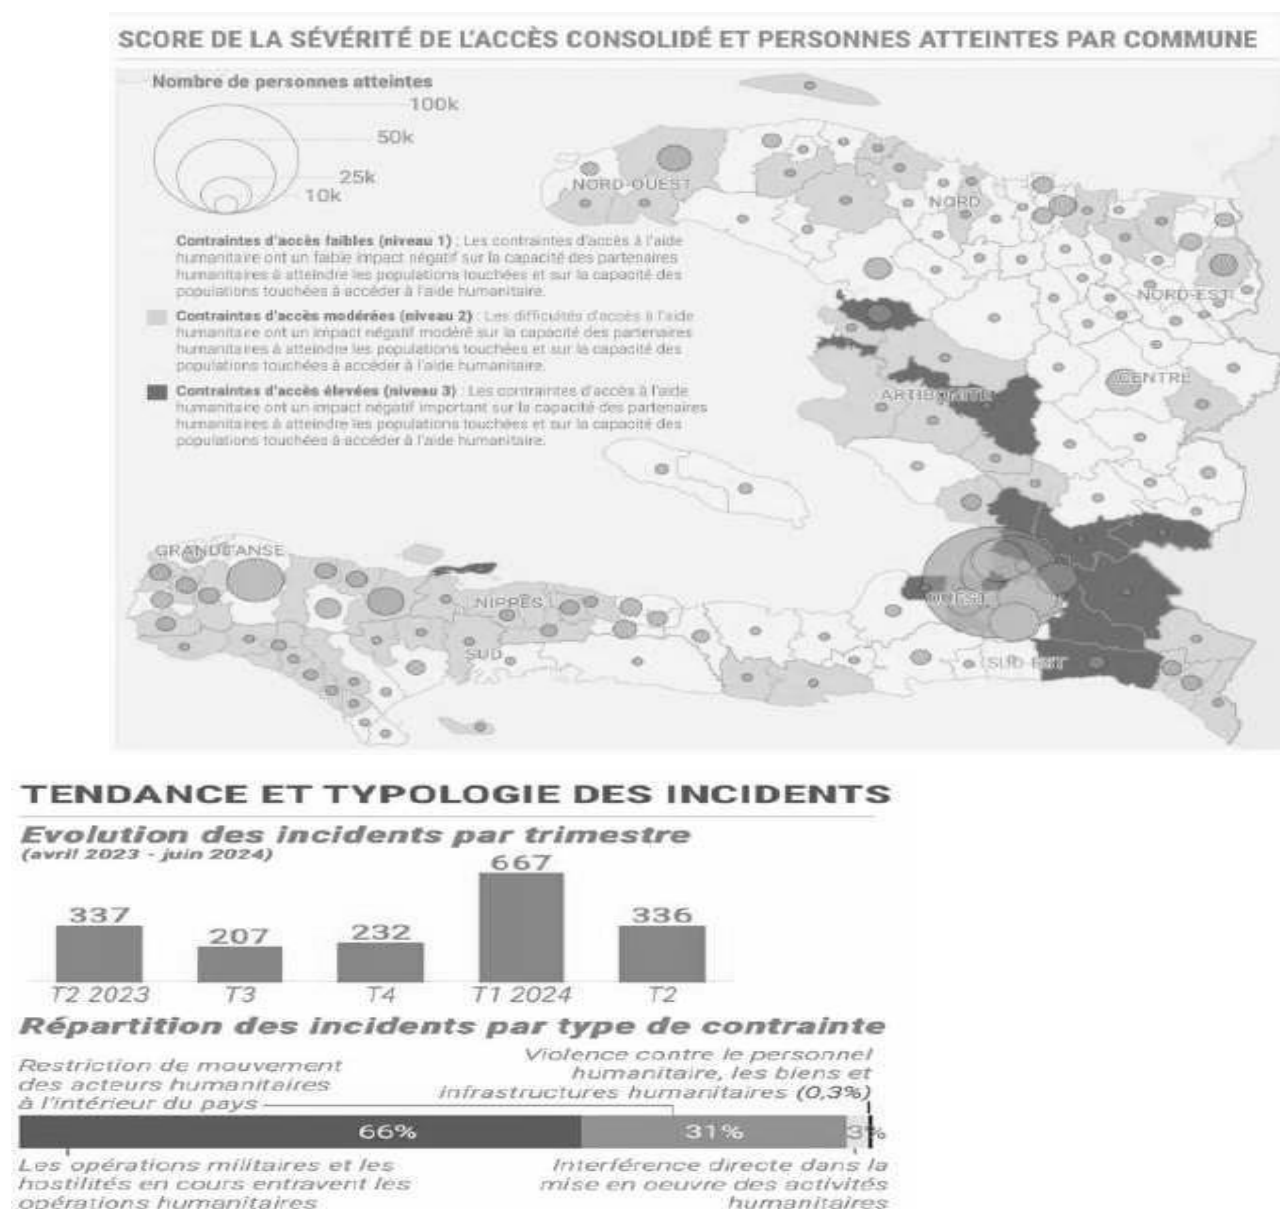 SCORE DE LA SÉVÉRITÉ DE L'ACCÈS CONSOLIDÉ ET PERSONNES ATTEINTES PAR COMMUNE
Nombre de personnes atteintes
100k
50k
25k
10k
Contraintes d'accès faibles (niveau 1) : Les contraintes d'accès à l'aide
humanitaire ont un faible impact négatif sur la capacité des partenaires
humanitaires à atteindre les populations touchées et sur la capacité des
populations touchées à accéder à l'aide humanitaire.
Contraintes d'accès modérées (niveau 2) : Les difficultés d'accès à l'aide
humanitaire ont un impact négatif modéré sur la capacité des partenaires
humanitaires à atteindre les populations touchées et sur la capacité des
populations touchées à accéder à l'aide humanitaire.
Contraintes d'accès élevées (niveau 3) : Les contraintes d'accès à l'aide
humanitaire ont un impact négatif important sur la capacité des partenaires
humanitaires à atteindre les populations touchées et sur la capacité des
populations touchées à accéder à l'aide humanitaire.
NORD-OUEST
NORD
NORD-EST
CENTRE
ARTIBONITE
GRAND'ANSE
NIPPES
OUEST
SUD
SUD-EST
TENDANCE ET TYPOLOGIE DES INCIDENTS
Evolution des incidents par trimestre
(avril 2023 - juin 2024)
337
207
232
667
336
T2 2023
T3
T4
T1 2024
T2
Répartition des incidents par type de contrainte
Restriction de mouvement
des acteurs humanitaires
à l'intérieur du pays
Violence contre le personnel
humanitaire, les biens et
infrastructures humanitaires (0,3%)
66%
31%
3%
Les opérations militaires et les
hostilités en cours entravent les
opérations humanitaires
Interférence directe dans la
mise en oeuvre des activités
humanitaires